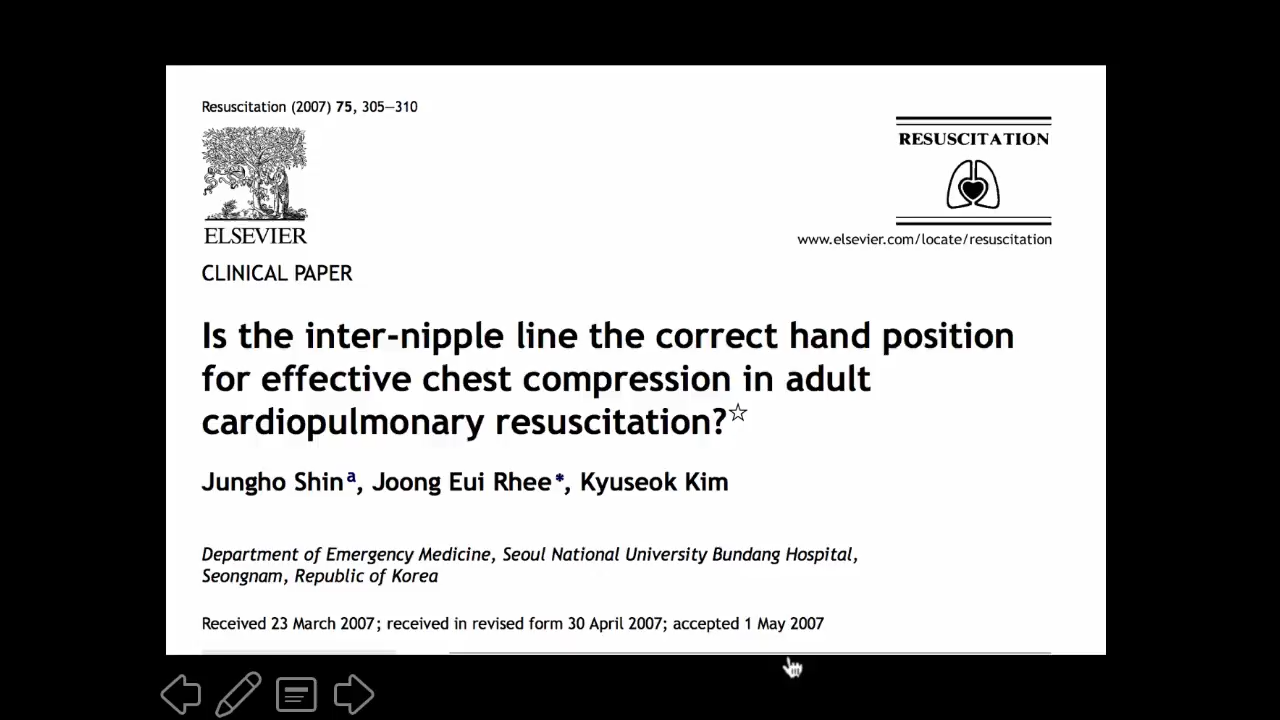 Resuscitation (2007) 75, 305—310
RESUSCITATION
ELSEVIER
www.elsevier.com/locate/resuscitation
CLINICAL PAPER
Is the inter-nipple line the correct hand position
for effective chest compression in adult
cardiopulmonary resuscitation?☆
Jungho Shin a, Joong Eui Rhee *, Kyuseok Kim
Department of Emergency Medicine, Seoul National University Bundang Hospital,
Seongnam, Republic of Korea
Received 23 March 2007; received in revised form 30 April 2007; accepted 1 May 2007